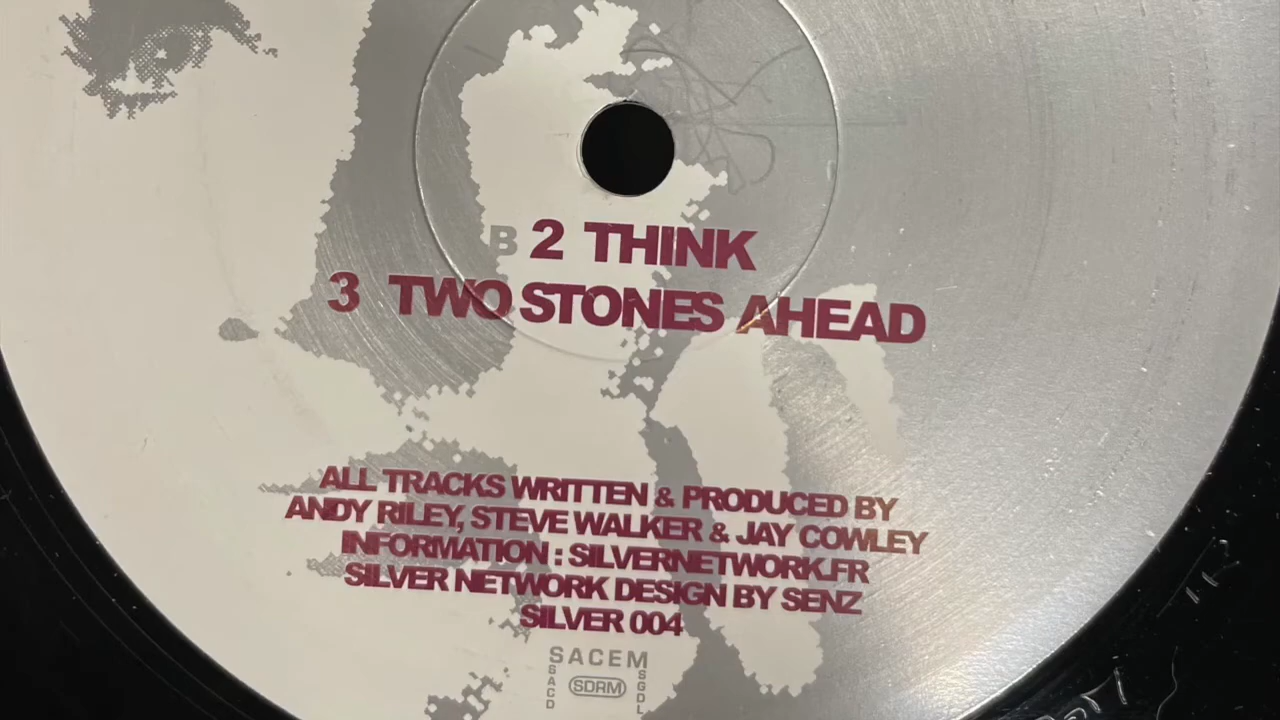 B 2 THINK
3 TWO STONES AHEAD
ALL TRACKS WRITTEN & PRODUCED BY
ANDY RILEY, STEVE WALKER & JAY COWLEY
INFORMATION : SILVERNETWORK.FR
SILVER NETWORK DESIGN BY SENZ
SILVER 004
SACEM
SACD
SDRM
SGDL